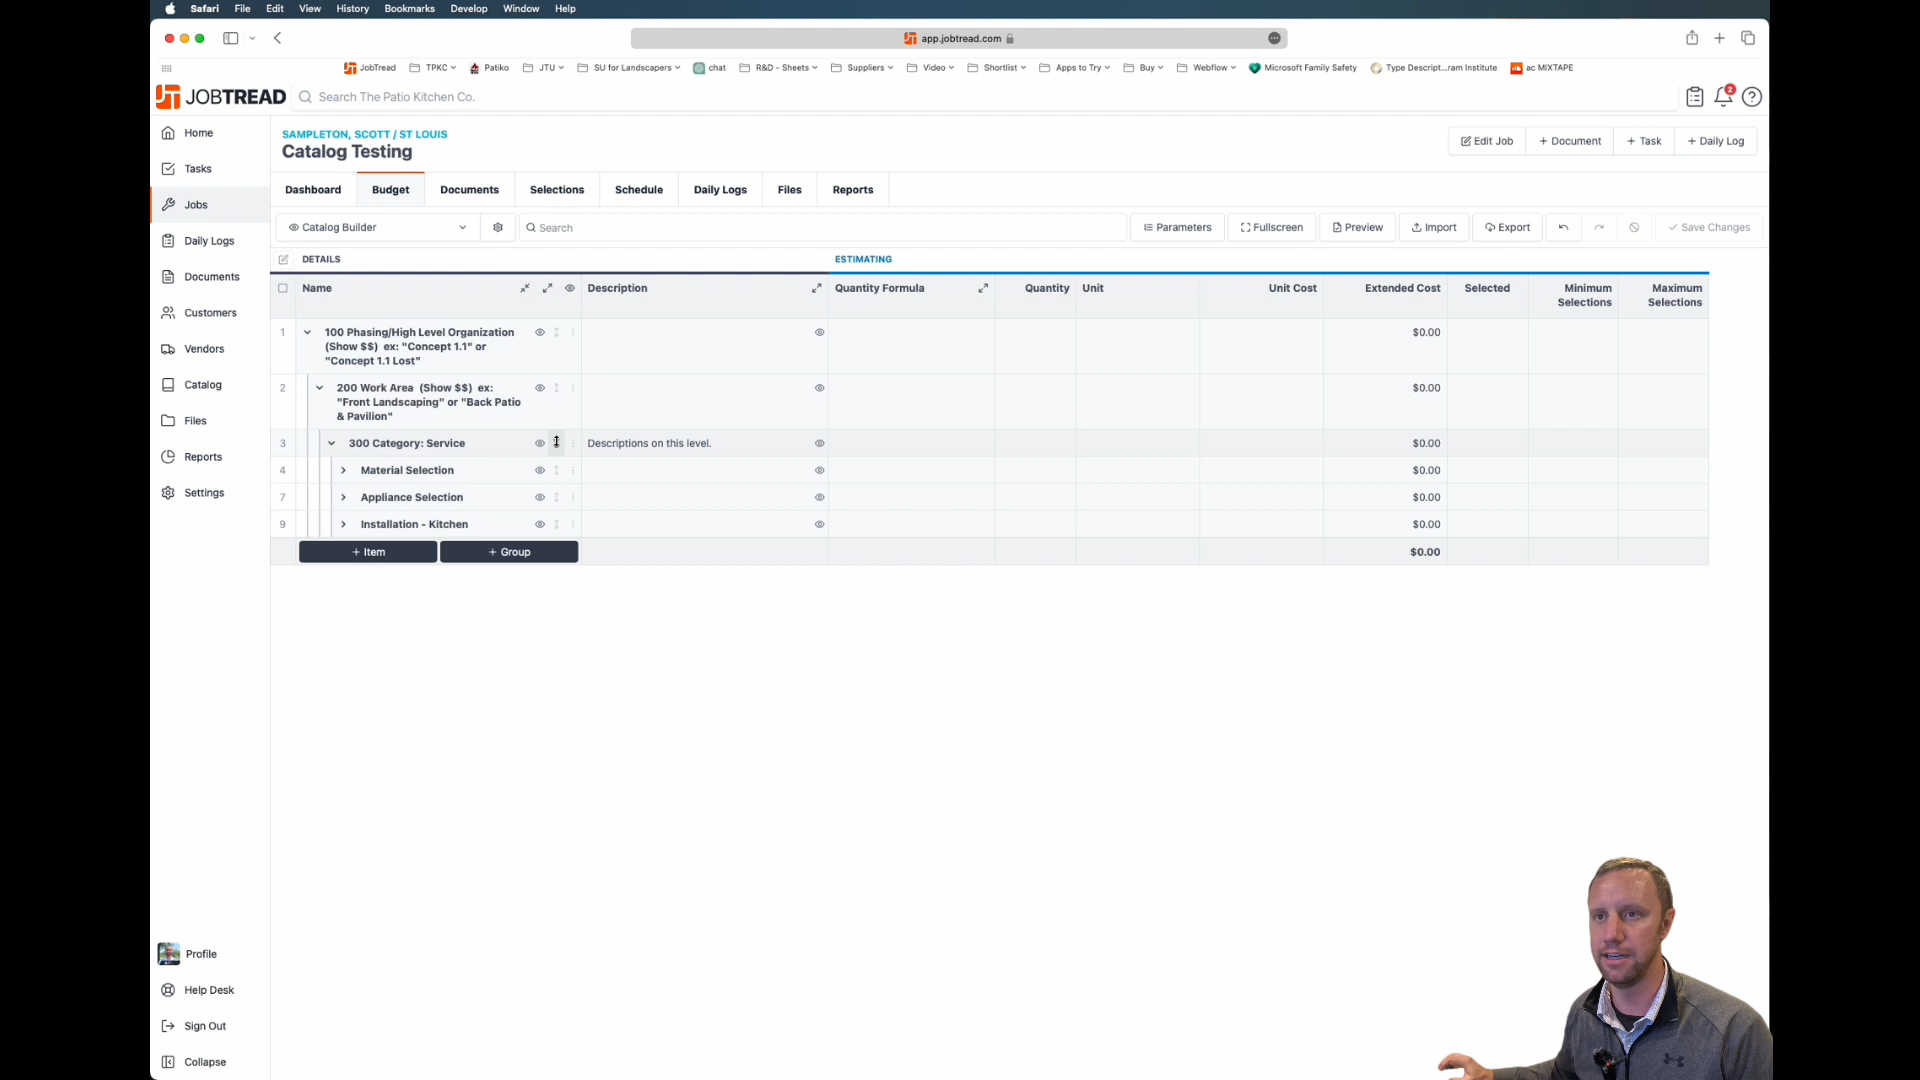 Safari File Edit View History Bookmarks Develop Window Help
app.jobtread.com
JobTread TPKC Patiko JTU SU for Landscapers chat R&D - Sheets Suppliers Video Shortlist Apps to Try Buy Webflow Microsoft Family Safety Type Descript...ram Institute ac MIXTAPE
JOBTREAD Search The Patio Kitchen Co. 2
Home
Tasks
Jobs
Daily Logs
Documents
Customers
Vendors
Catalog
Files
Reports
Settings
Profile
Help Desk
Sign Out
Collapse
SAMPLETON, SCOTT / ST LOUIS
Catalog Testing
Edit Job + Document + Task + Daily Log
Dashboard Budget Documents Selections Schedule Daily Logs Files Reports
Catalog Builder Search Parameters Fullscreen Preview Import Export Save Changes
DETAILS ESTIMATING
Name Description Quantity Formula Quantity Unit Unit Cost Extended Cost Selected Minimum Selections Maximum Selections
1 100 Phasing/High Level Organization $0.00
(Show $$) ex: "Concept 1.1" or
"Concept 1.1 Lost"
2 200 Work Area (Show $$) ex: $0.00
"Front Landscaping" or "Back Patio
& Pavilion"
3 300 Category: Service Descriptions on this level. $0.00
4 Material Selection $0.00
7 Appliance Selection $0.00
9 Installation - Kitchen $0.00
+ Item + Group $0.00